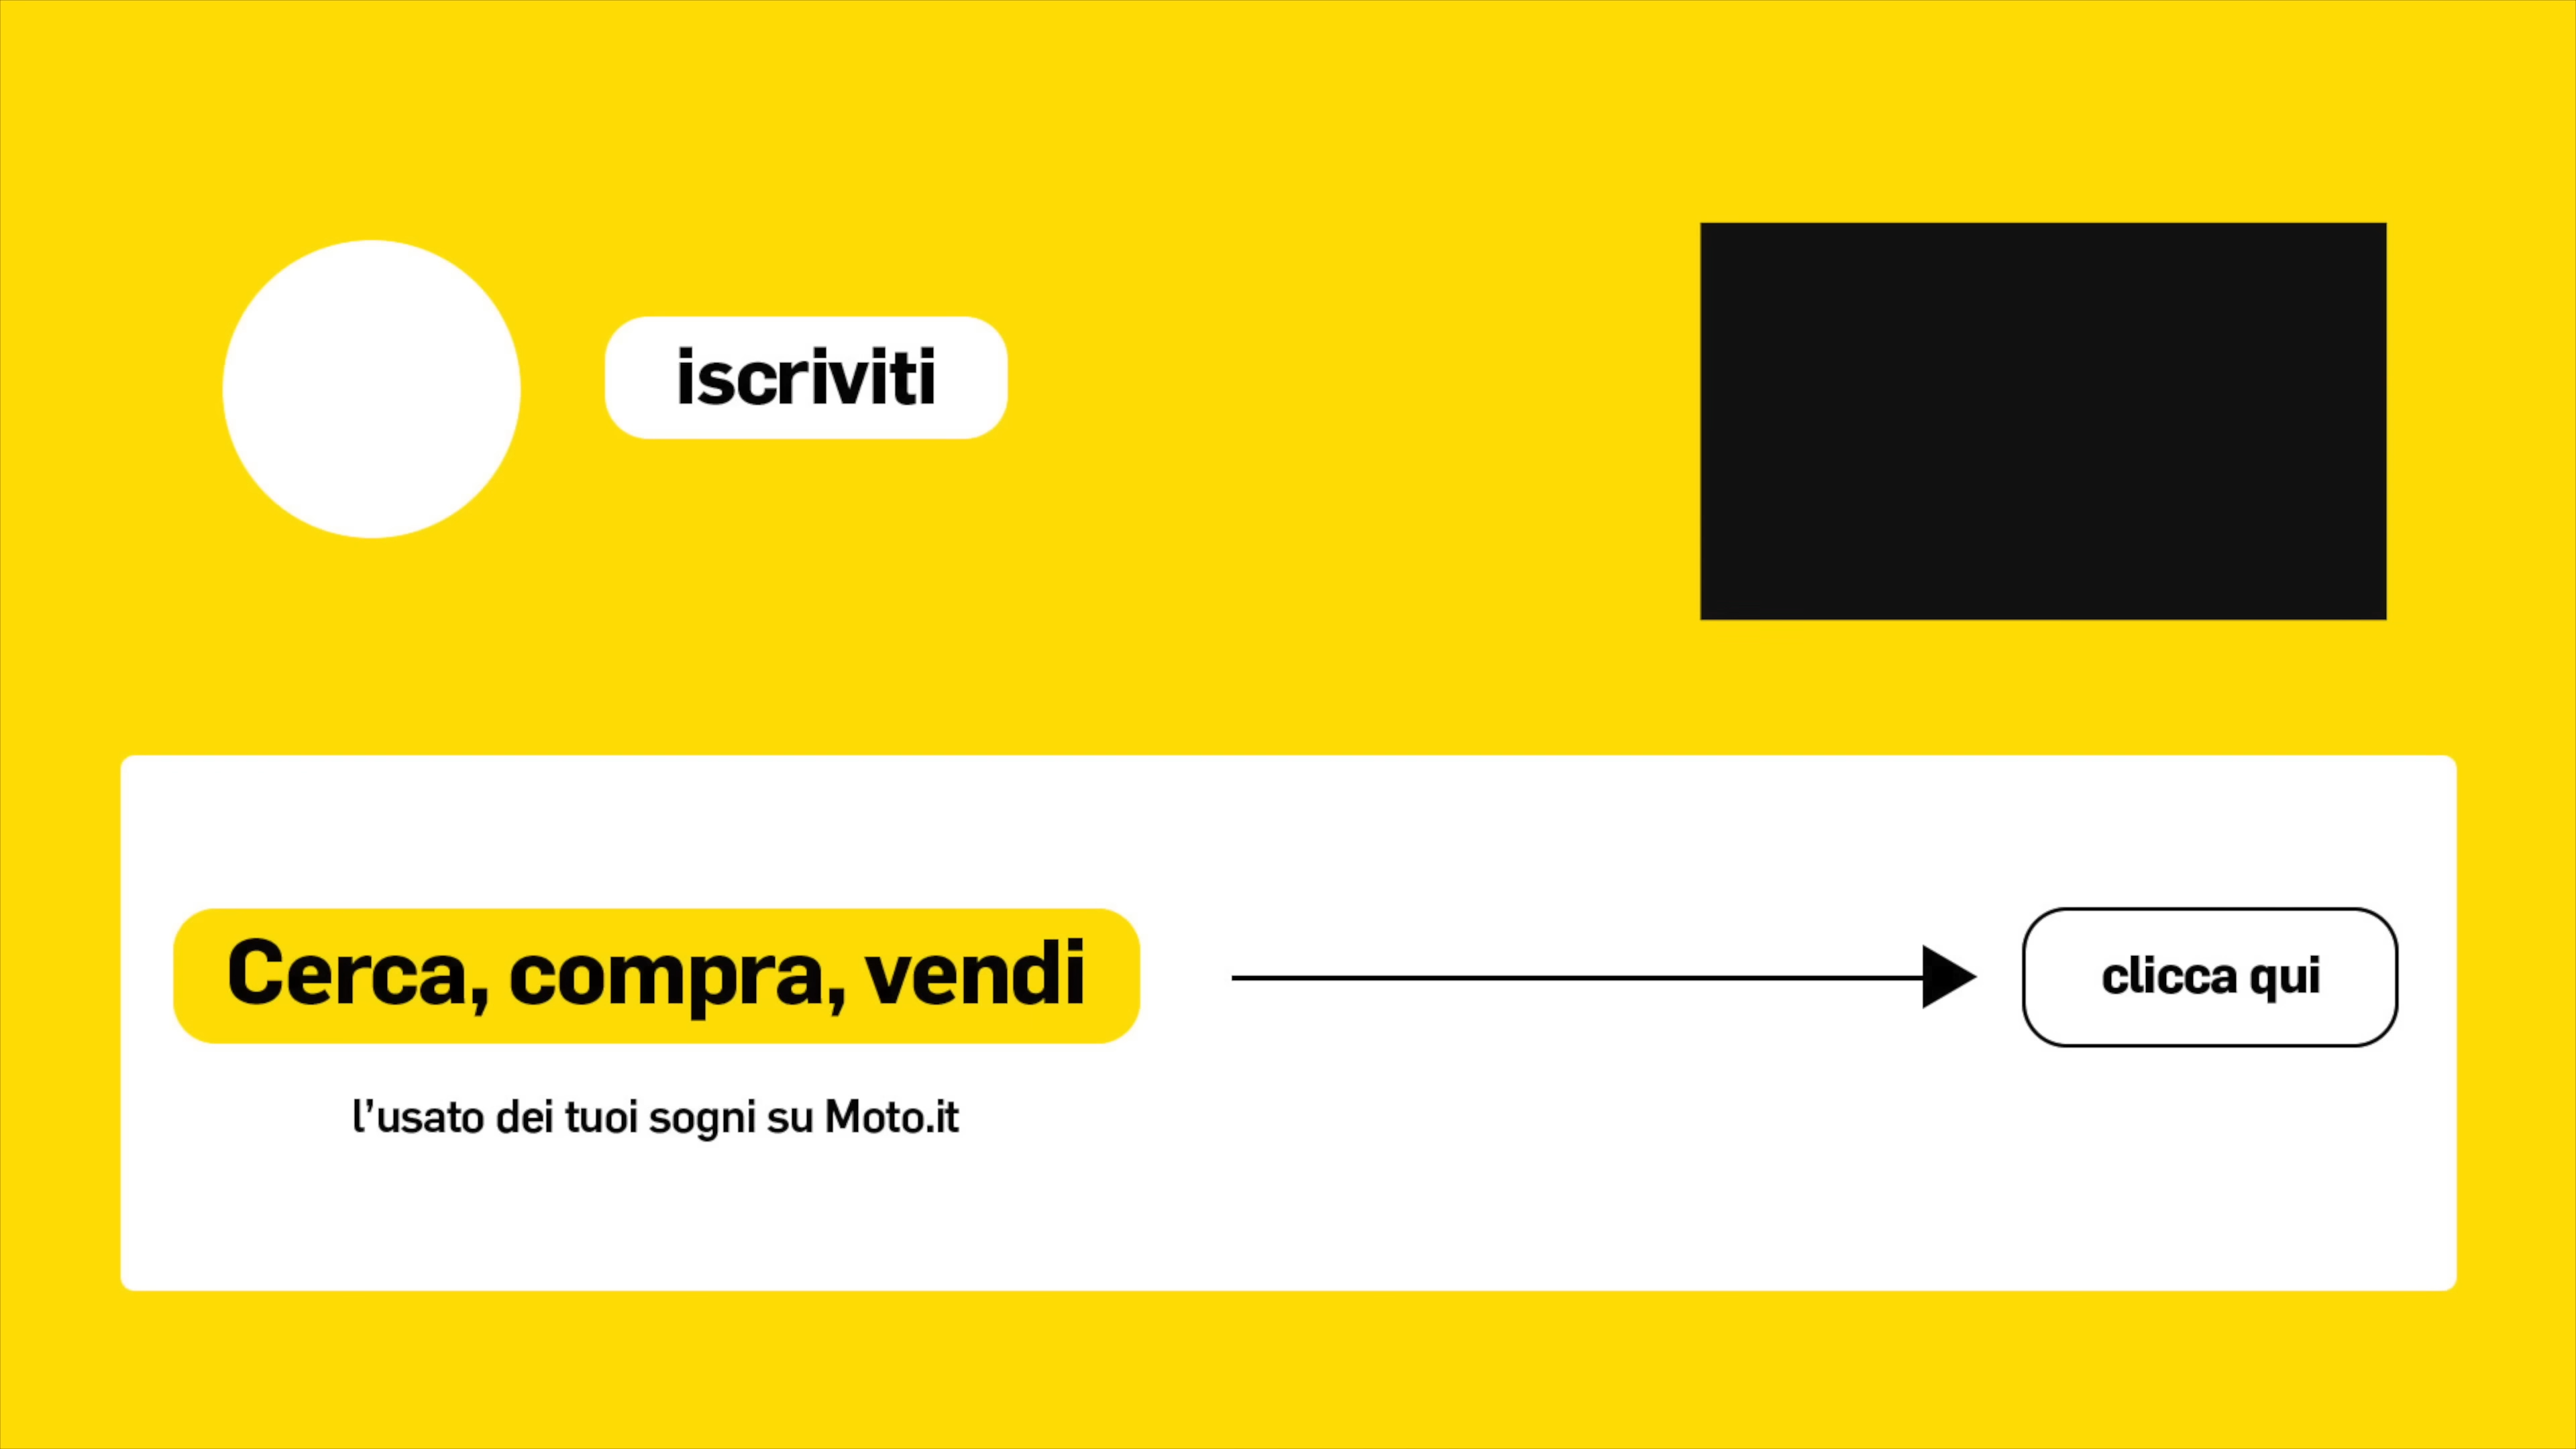 iscriviti
Cerca, compra, vendi
clicca qui
l’usato dei tuoi sogni su Moto.it